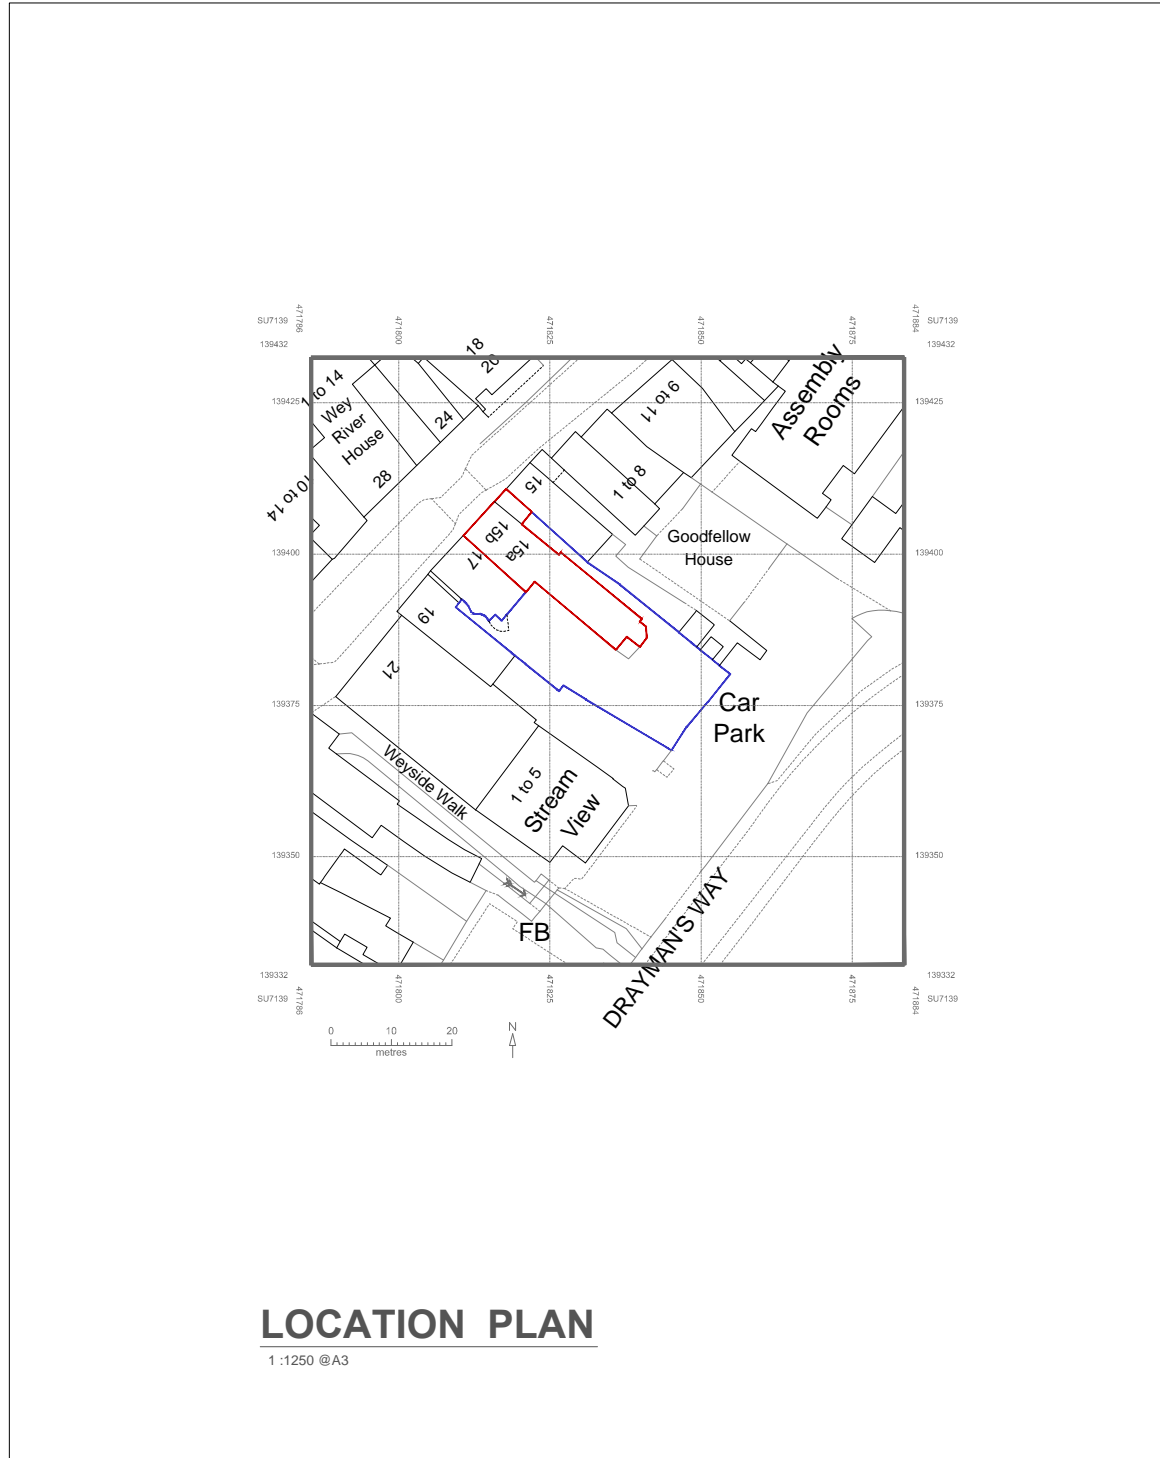 471786
471800
471825
471850
471875
471884
SU7139
SU7139
139432
139432
18
20
1 to 14
Wey
River
House
24
28
10 to 14
9 to 11
Assembly
Rooms
139425
139425
15
1 to 8
15b
15a
17
Goodfellow
House
139400
139400
19
21
139375
139375
Car
Park
Weyside Walk
1 to 5
Stream
View
139350
139350
FB
DRAYMAN'S WAY
139332
139332
SU7139
SU7139
471786
471800
471825
471850
471875
471884
0 10 20
metres
N
LOCATION PLAN
1 :1250 @A3